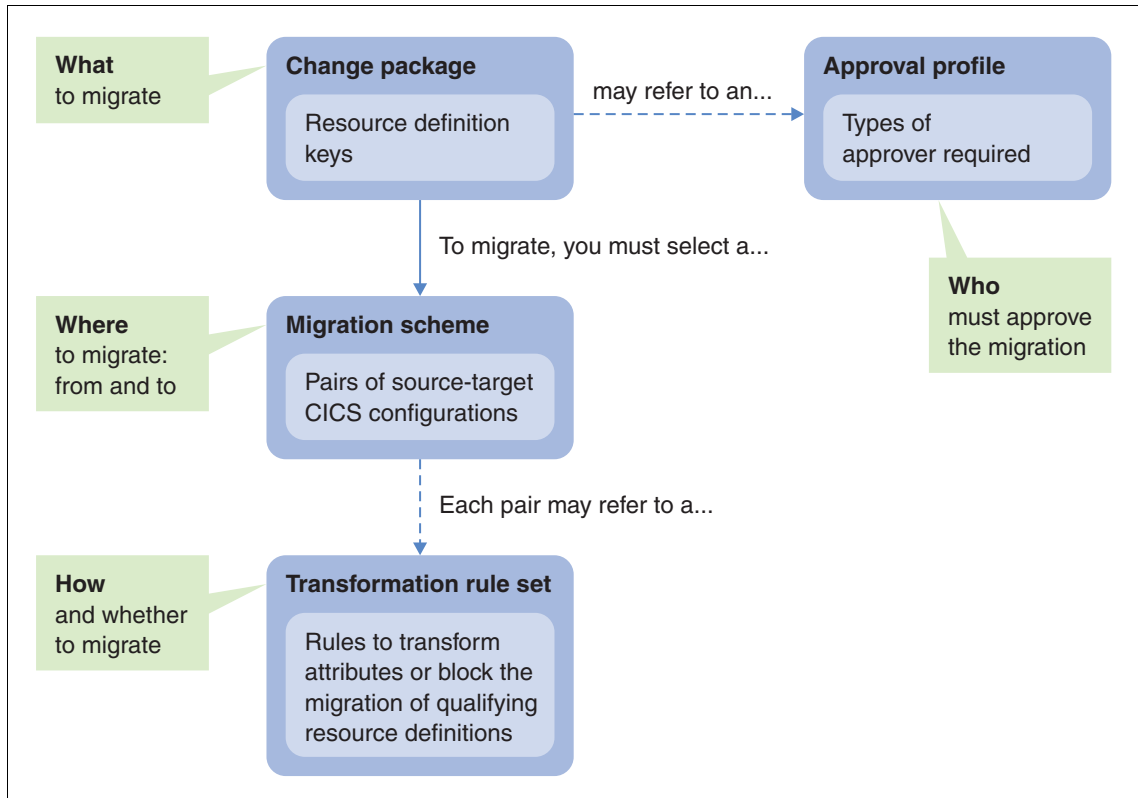 What
to migrate
Change package
Resource definition
keys
may refer to an...
Approval profile
Types of
approver required
To migrate, you must select a...
Who
must approve
the migration
Where
to migrate:
from and to
Migration scheme
Pairs of source-target
CICS configurations
Each pair may refer to a...
How
and whether
to migrate
Transformation rule set
Rules to transform
attributes or block the
migration of qualifying
resource definitions